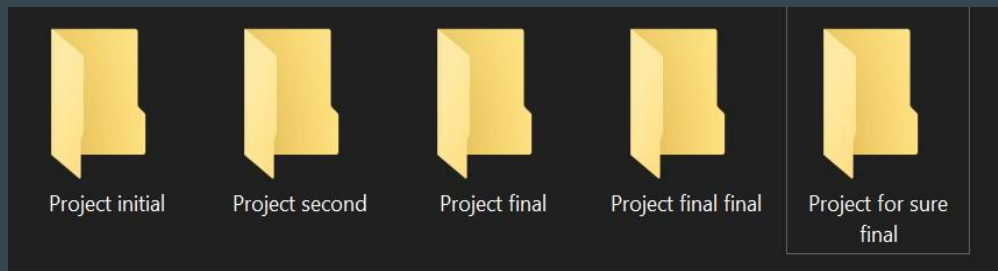 Project initial
Project second
Project final
Project final final
Project for sure
final